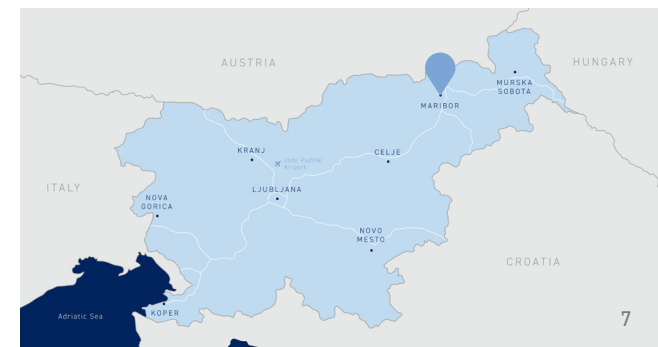 AUSTRIA
HUNGARY
MURSKA
SOBOTA
MARIBOR
KRANJ
CELJE
Jože Pučnik
Airport
ITALY
LJUBLJANA
NOVA
GORICA
NOVO
MESTO
CROATIA
KOPER
Adriatic Sea
7